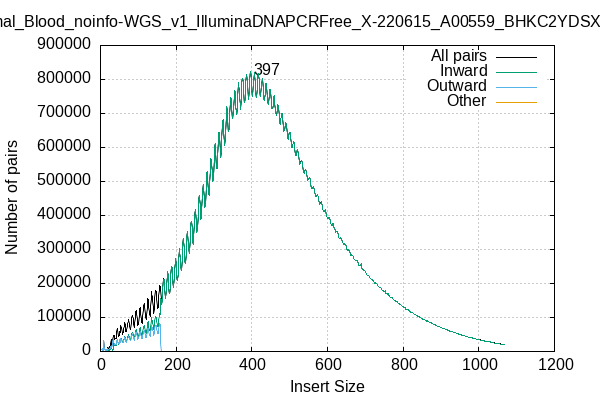 nal_Blood_noinfo-WGS_v1_IlluminaDNAPCRFree_X-220615_A00559_BHKC2YDSX
900000
800000
700000
600000
500000
400000
300000
200000
100000
0
Number of pairs
397
All pairs
Inward
Outward
Other
0 200 400 600 800 1000 1200
Insert Size